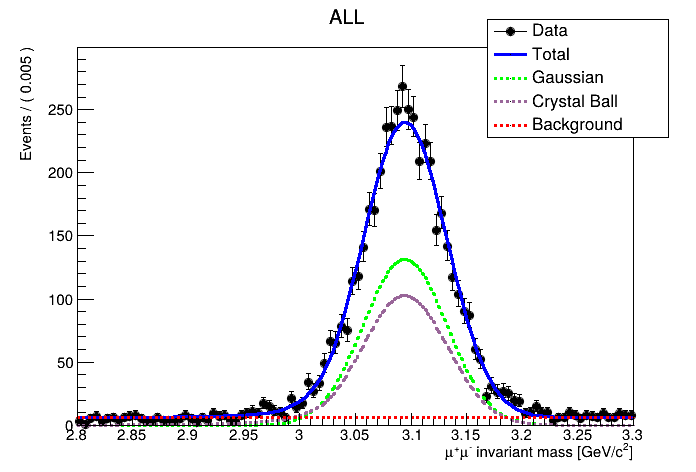 ALL
Data
Total
Gaussian
Crystal Ball
Background
Events / ( 0.005 )
250
200
150
100
50
0
2.8 2.85 2.9 2.95 3 3.05 3.1 3.15 3.2 3.25 3.3
μ⁺μ⁻ invariant mass [GeV/c²]